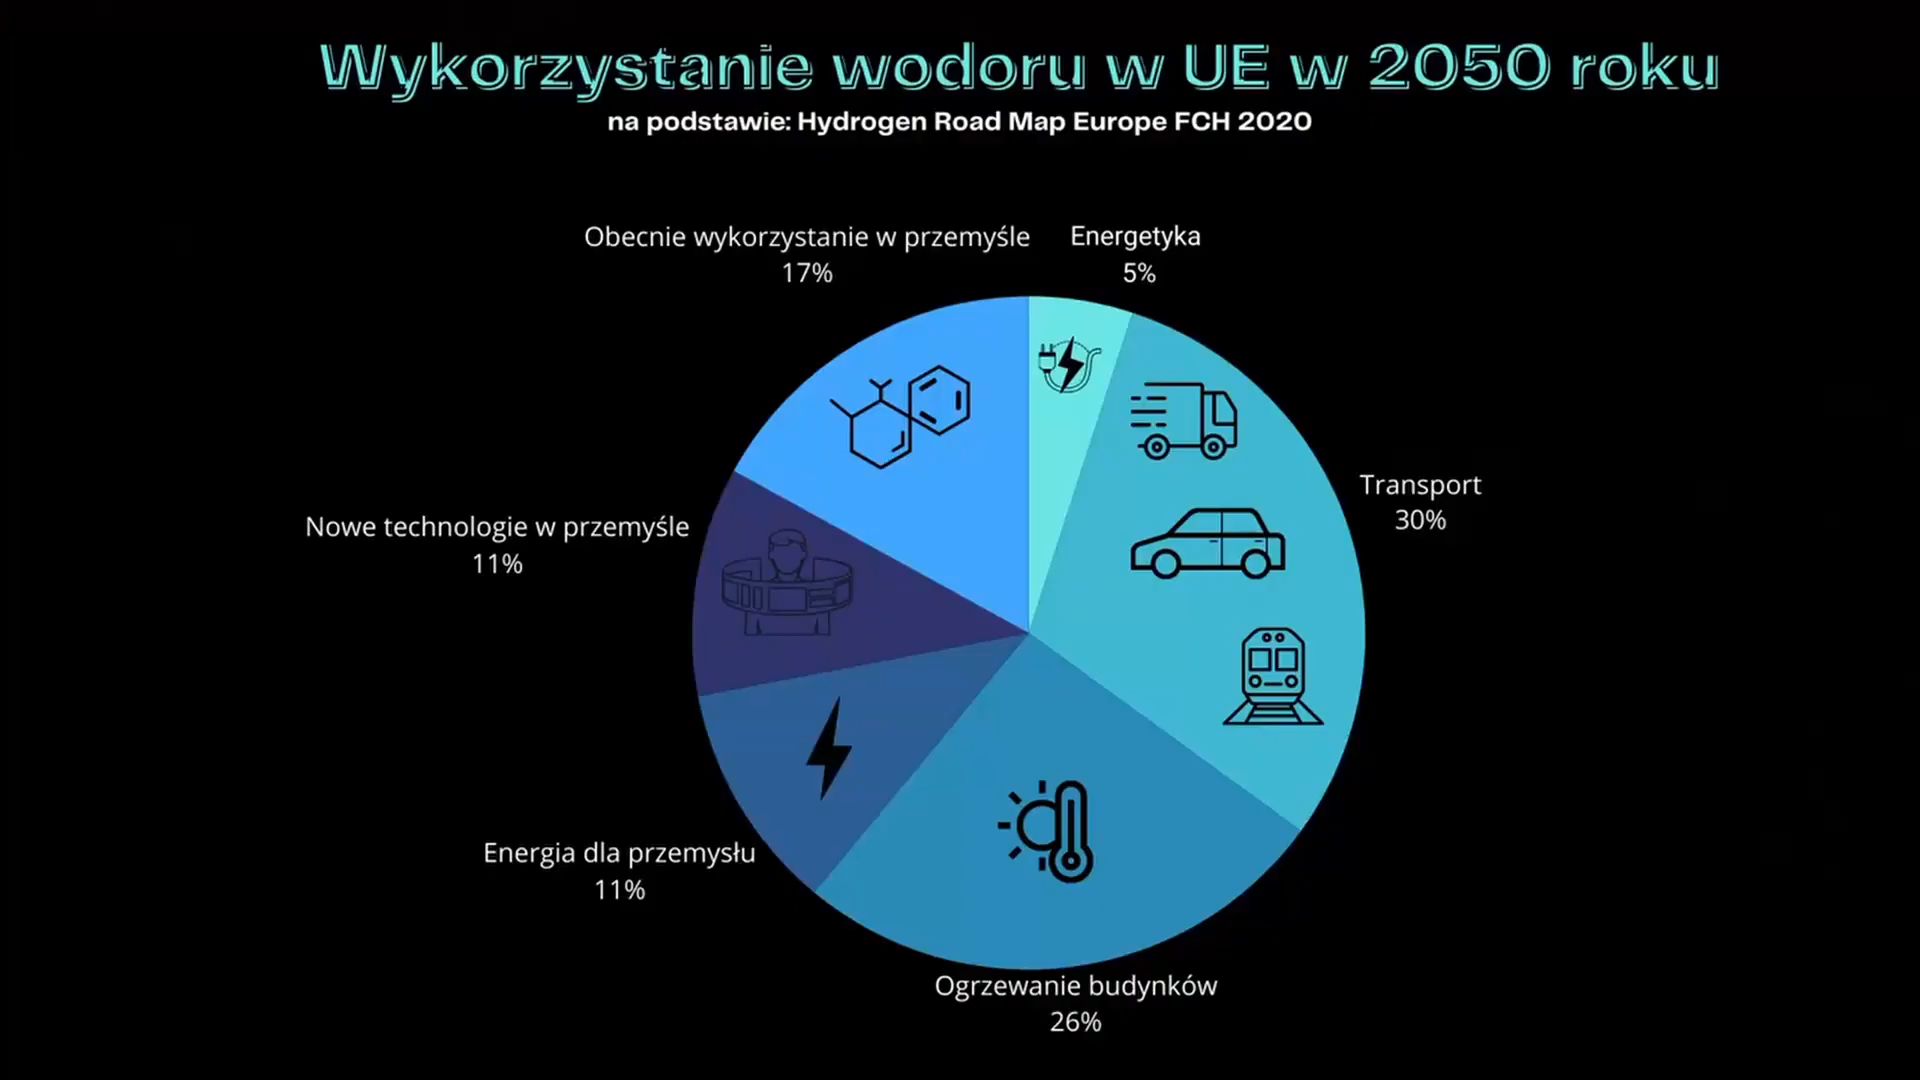 Wykorzystanie wodoru w UE w 2050 roku
na podstawie: Hydrogen Road Map Europe FCH 2020
Obecnie wykorzystanie w przemyśle
17%
Energetyka
5%
Transport
30%
Nowe technologie w przemyśle
11%
Energia dla przemysłu
11%
Ogrzewanie budynków
26%